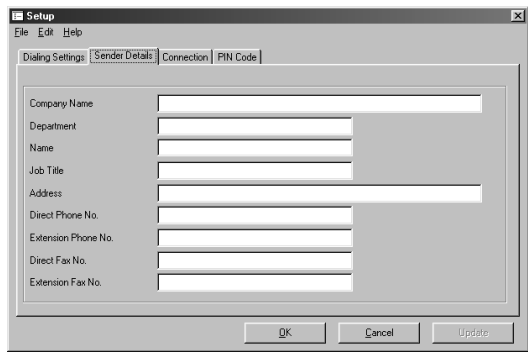 Setup
File Edit Help
Dialing Settings Sender Details Connection PIN Code
Company Name
Department
Name
Job Title
Address
Direct Phone No.
Extension Phone No.
Direct Fax No.
Extension Fax No.
OK Cancel Update